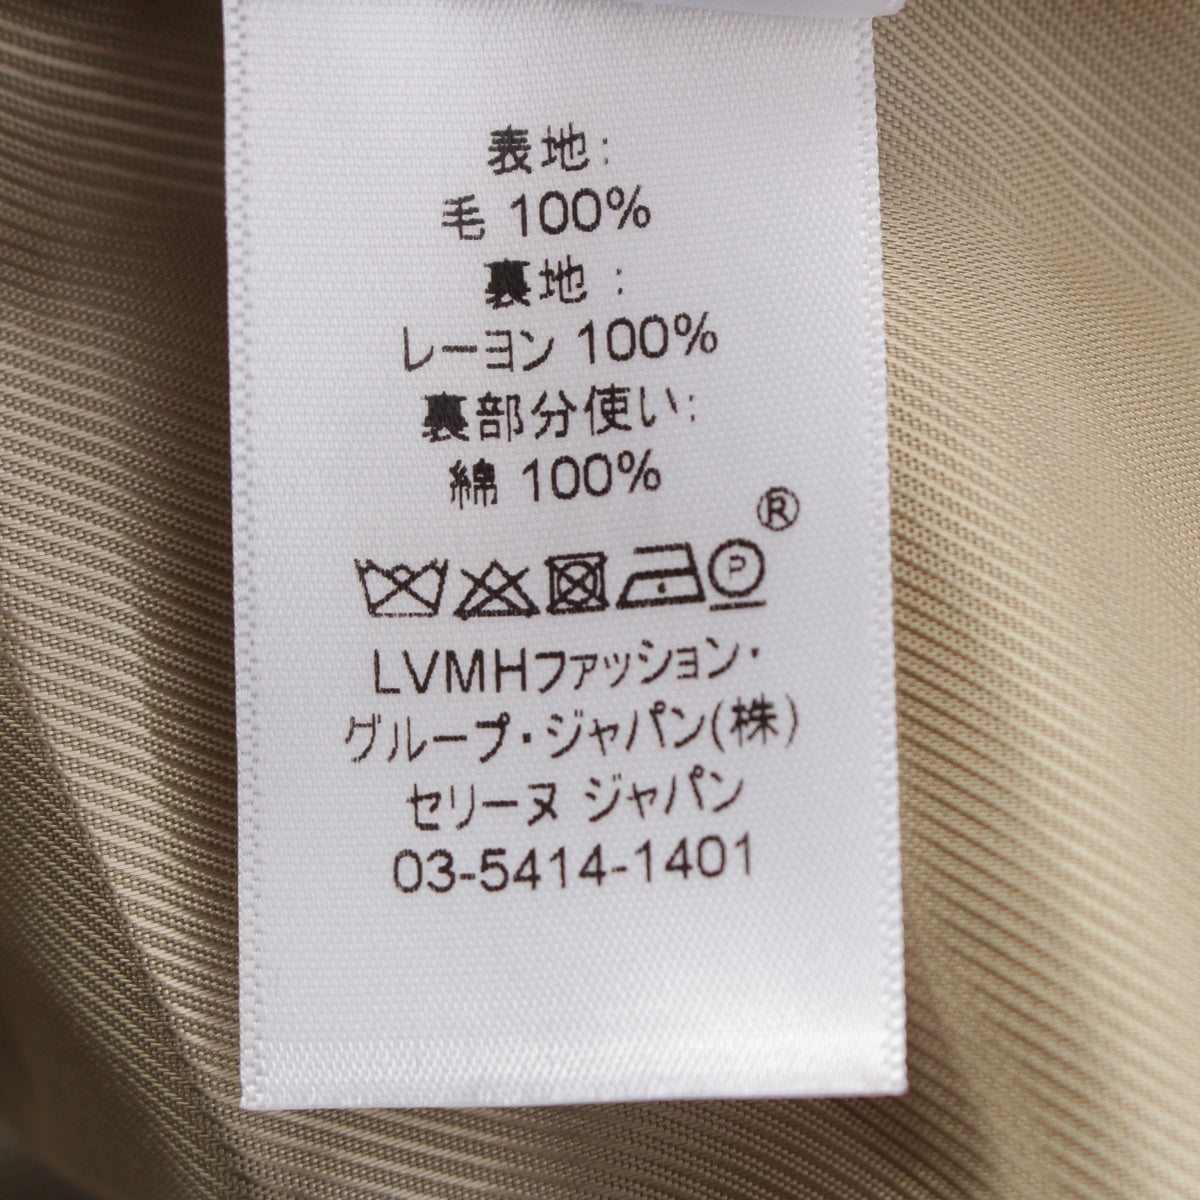 表地:
毛 100%
裏地:
レーヨン 100%
裏部分使い:
綿 100%
®
P
LVMHファッション・
グループ・ジャパン(株)
セリーヌ ジャパン
03-5414-1401